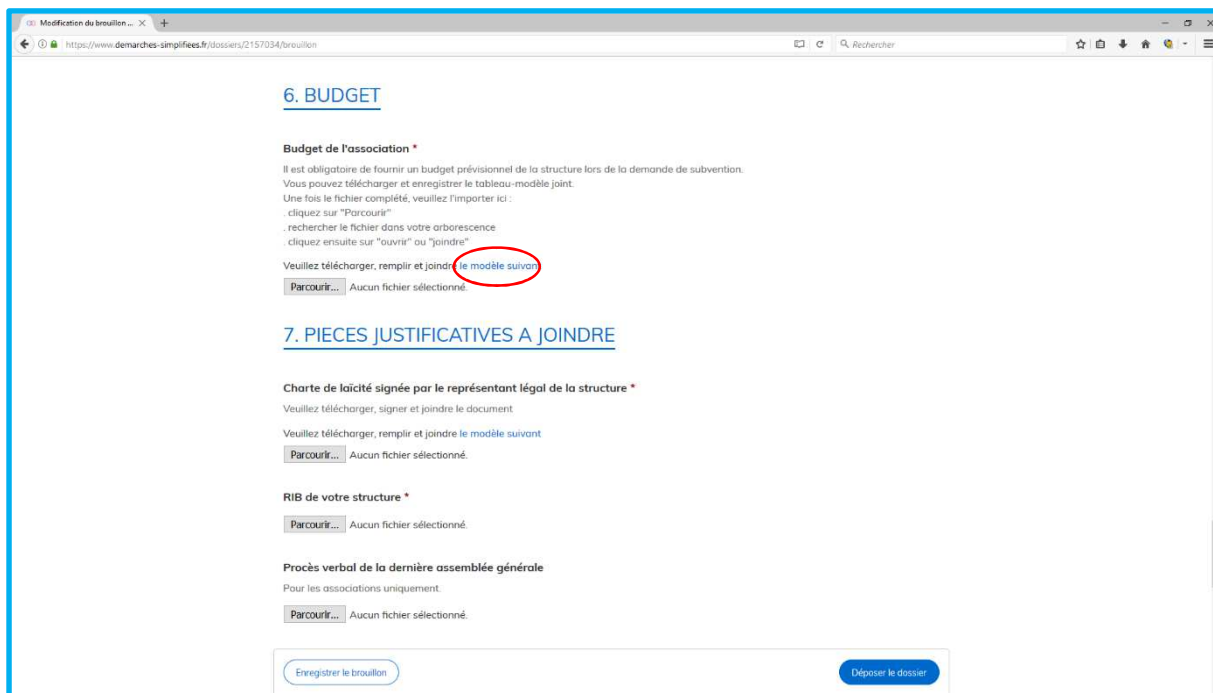 Modification du brouillon ...
https://www.demarches-simplifiees.fr/dossiers/2157034/brouillon
Rechercher
6. BUDGET
Budget de l'association *
Il est obligatoire de fournir un budget prévisionnel de la structure lors de la demande de subvention.
Vous pouvez télécharger et enregistrer le tableau-modèle joint.
Une fois le fichier complété, veuillez l'importer ici :
. cliquez sur "Parcourir"
. rechercher le fichier dans votre arborescence
. cliquez ensuite sur "ouvrir" ou "joindre"
Veuillez télécharger, remplir et joindre le modèle suivant
Parcourir... Aucun fichier sélectionné.
7. PIECES JUSTIFICATIVES A JOINDRE
Charte de laïcité signée par le représentant légal de la structure *
Veuillez télécharger, signer et joindre le document
Veuillez télécharger, remplir et joindre le modèle suivant
Parcourir... Aucun fichier sélectionné.
RIB de votre structure *
Parcourir... Aucun fichier sélectionné.
Procès verbal de la dernière assemblée générale
Pour les associations uniquement.
Parcourir... Aucun fichier sélectionné.
Enregistrer le brouillon
Déposer le dossier